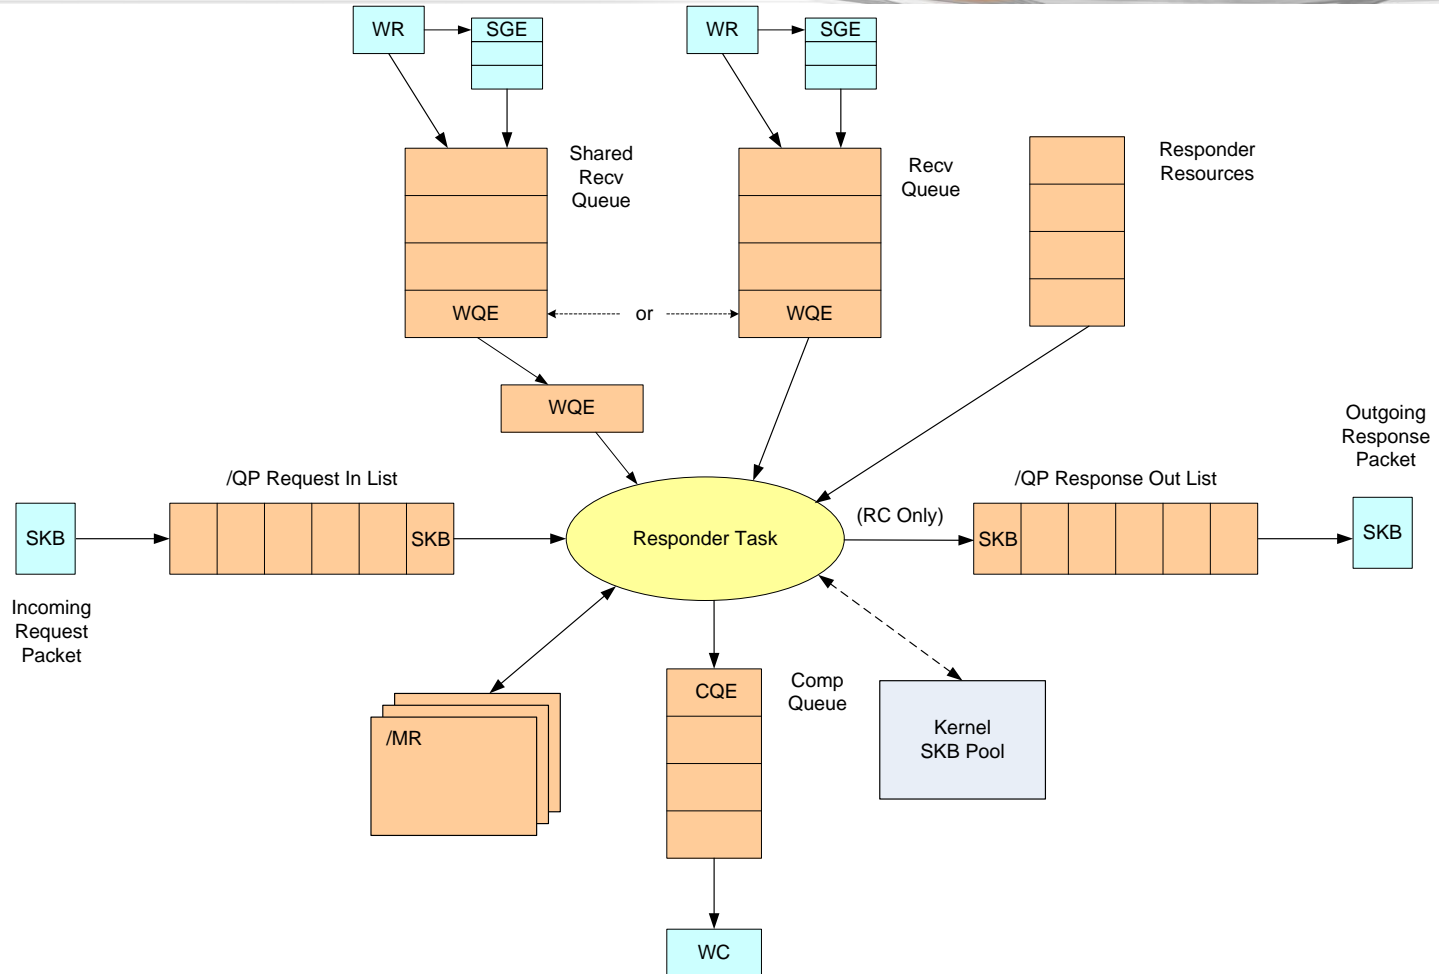 WR
SGE
WR
SGE
Shared
Recv
Queue
Recv
Queue
Responder
Resources
WQE
or
WQE
WQE
Outgoing
Response
Packet
/QP Request In List
/QP Response Out List
(RC Only)
SKB
SKB
Responder Task
SKB
SKB
Incoming
Request
Packet
CQE
Comp
Queue
/MR
Kernel
SKB Pool
WC